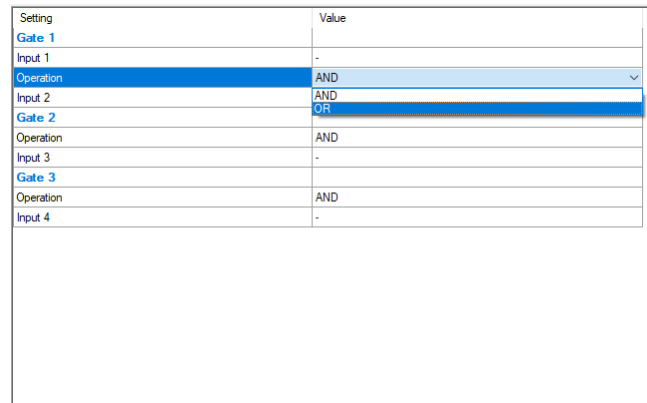 Setting Value
Gate 1
Input 1 -
Operation AND
Input 2 AND
OR
Gate 2
Operation AND
Input 3 -
Gate 3
Operation AND
Input 4 -